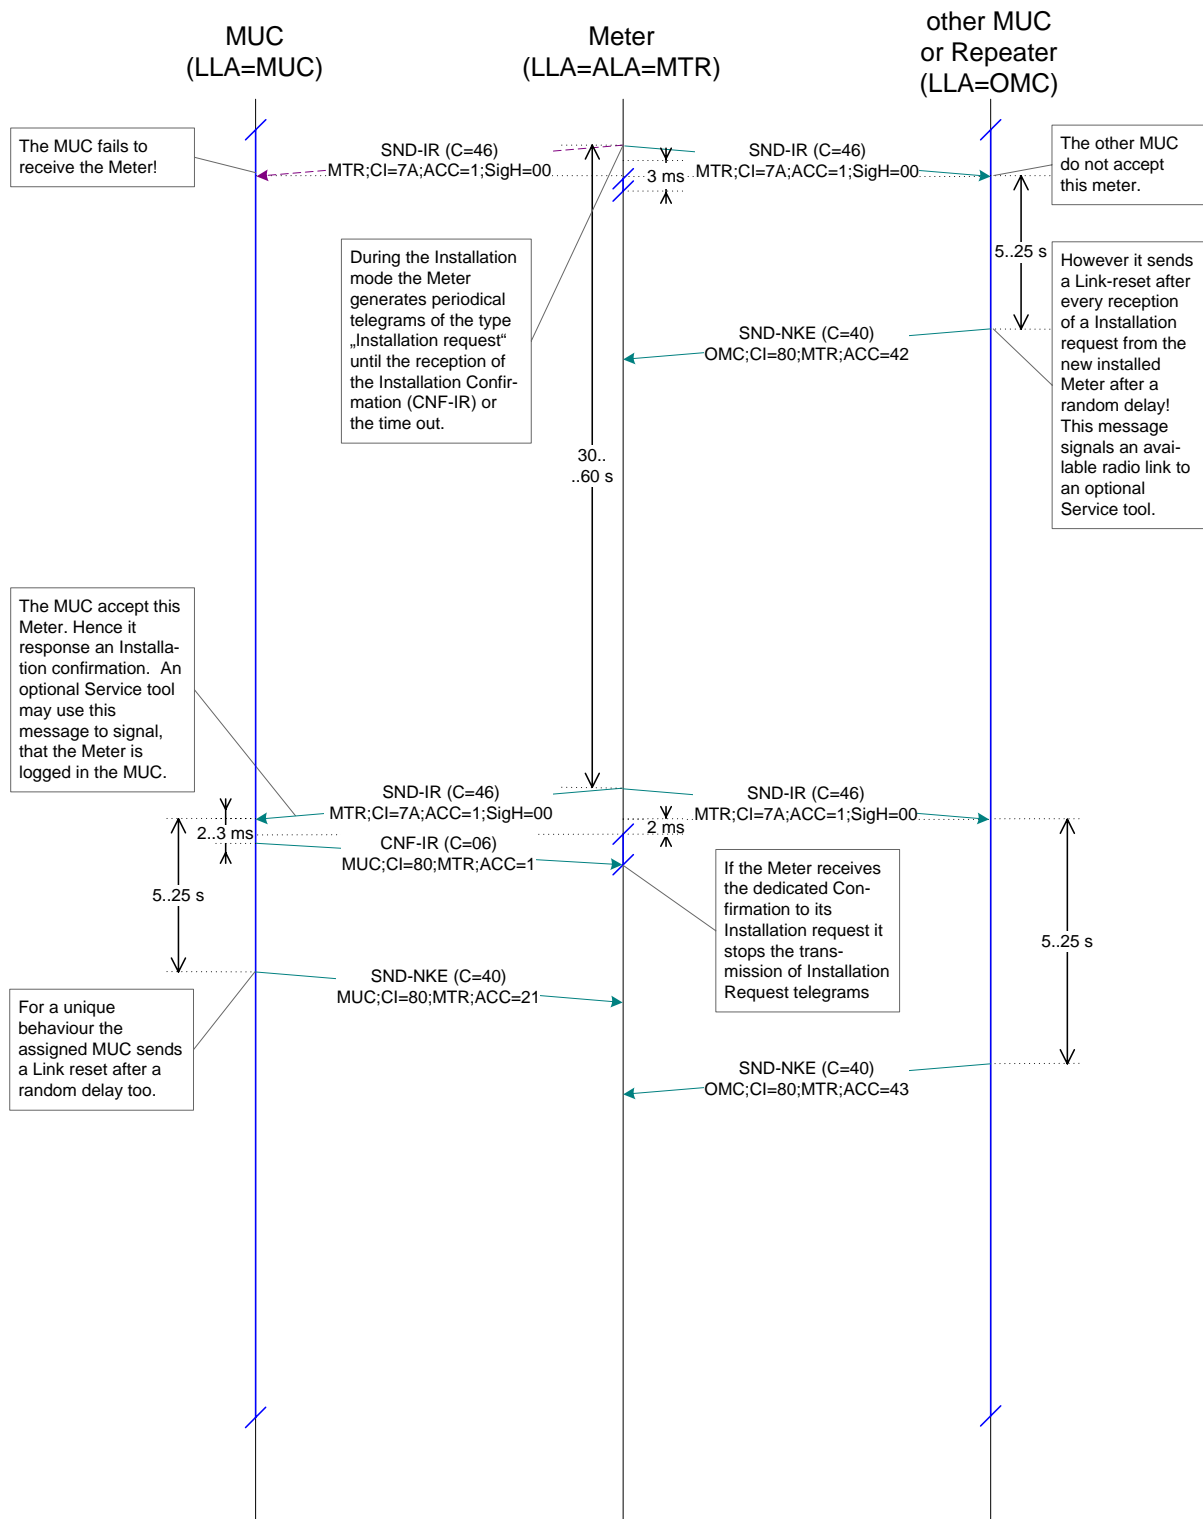 MUC
(LLA=MUC)
Meter
(LLA=ALA=MTR)
other MUC
or Repeater
(LLA=OMC)
The MUC fails to
receive the Meter!
SND-IR (C=46)
MTR;CI=7A;ACC=1;SigH=00
3 ms
SND-IR (C=46)
MTR;CI=7A;ACC=1;SigH=00
The other MUC
do not accept
this meter.
5..25 s
During the Installation
mode the Meter
generates periodical
telegrams of the type
„Installation request“
until the reception of
the Installation Confir-
mation (CNF-IR) or
the time out.
However it sends
a Link-reset after
every reception
of a Installation
request from the
new installed
Meter after a
random delay!
This message
signals an avai-
lable radio link to
an optional
Service tool.
SND-NKE (C=40)
OMC;CI=80;MTR;ACC=42
30..
..60 s
The MUC accept this
Meter. Hence it
response an Installa-
tion confirmation.  An
optional Service tool
may use this
message to signal,
that the Meter is
logged in the MUC.
SND-IR (C=46)
MTR;CI=7A;ACC=1;SigH=00
SND-IR (C=46)
MTR;CI=7A;ACC=1;SigH=00
2..3 ms
2 ms
CNF-IR (C=06)
MUC;CI=80;MTR;ACC=1
5..25 s
If the Meter receives
the dedicated Con-
firmation to its
Installation request it
stops the trans-
mission of Installation
Request telegrams
5..25 s
SND-NKE (C=40)
MUC;CI=80;MTR;ACC=21
For a unique
behaviour the
assigned MUC sends
a Link reset after a
random delay too.
SND-NKE (C=40)
OMC;CI=80;MTR;ACC=43